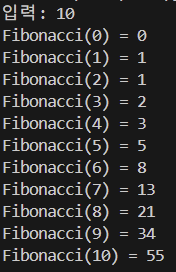 입력: 10
Fibonacci(0) = 0
Fibonacci(1) = 1
Fibonacci(2) = 1
Fibonacci(3) = 2
Fibonacci(4) = 3
Fibonacci(5) = 5
Fibonacci(6) = 8
Fibonacci(7) = 13
Fibonacci(8) = 21
Fibonacci(9) = 34
Fibonacci(10) = 55